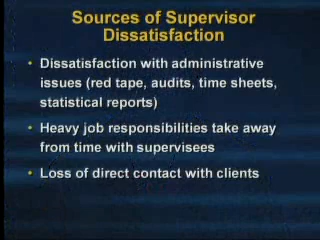 Sources of Supervisor
Dissatisfaction
• Dissatisfaction with administrative
issues (red tape, audits, time sheets,
statistical reports)
• Heavy job responsibilities take away
from time with supervisees
• Loss of direct contact with clients